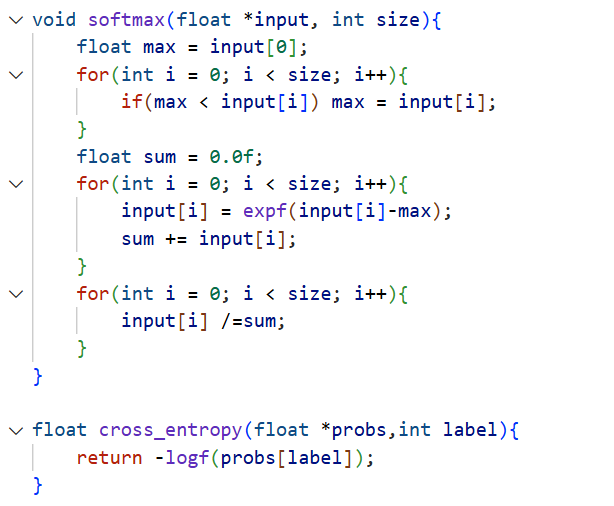 void softmax(float *input, int size){
    float max = input[0];
    for(int i = 0; i < size; i++){
        if(max < input[i]) max = input[i];
    }
    float sum = 0.0f;
    for(int i = 0; i < size; i++){
        input[i] = expf(input[i]-max);
        sum += input[i];
    }
    for(int i = 0; i < size; i++){
        input[i] /=sum;
    }
}

float cross_entropy(float *probs,int label){
    return -logf(probs[label]);
}